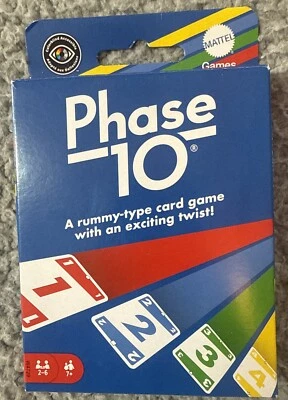 MATTEL
Games
Phase
10®
A rummy-type card game
with an exciting twist!
1
2
3
4
2-6
7+